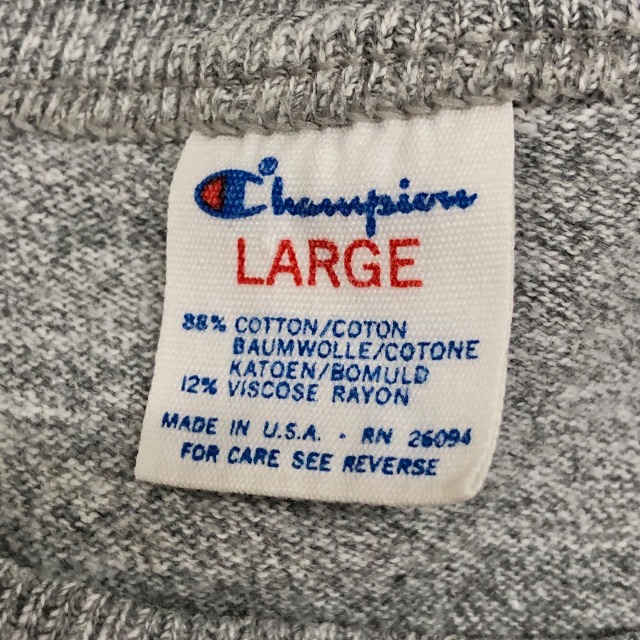 Champion
LARGE
88% COTTON/COTON
BAUMWOLLE/COTONE
KATOEN/BOMULD
12% VISCOSE RAYON
MADE IN U.S.A. · RN 26094
FOR CARE SEE REVERSE